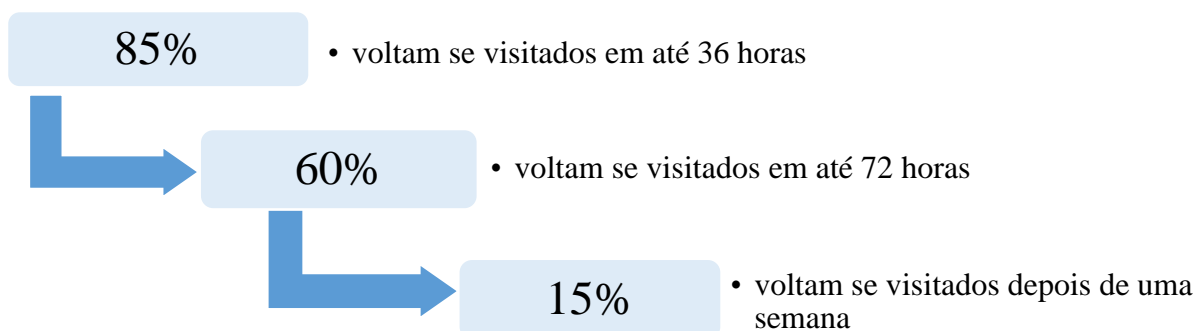 85%
• voltam se visitados em até 36 horas
60%
• voltam se visitados em até 72 horas
15%
• voltam se visitados depois de uma
semana